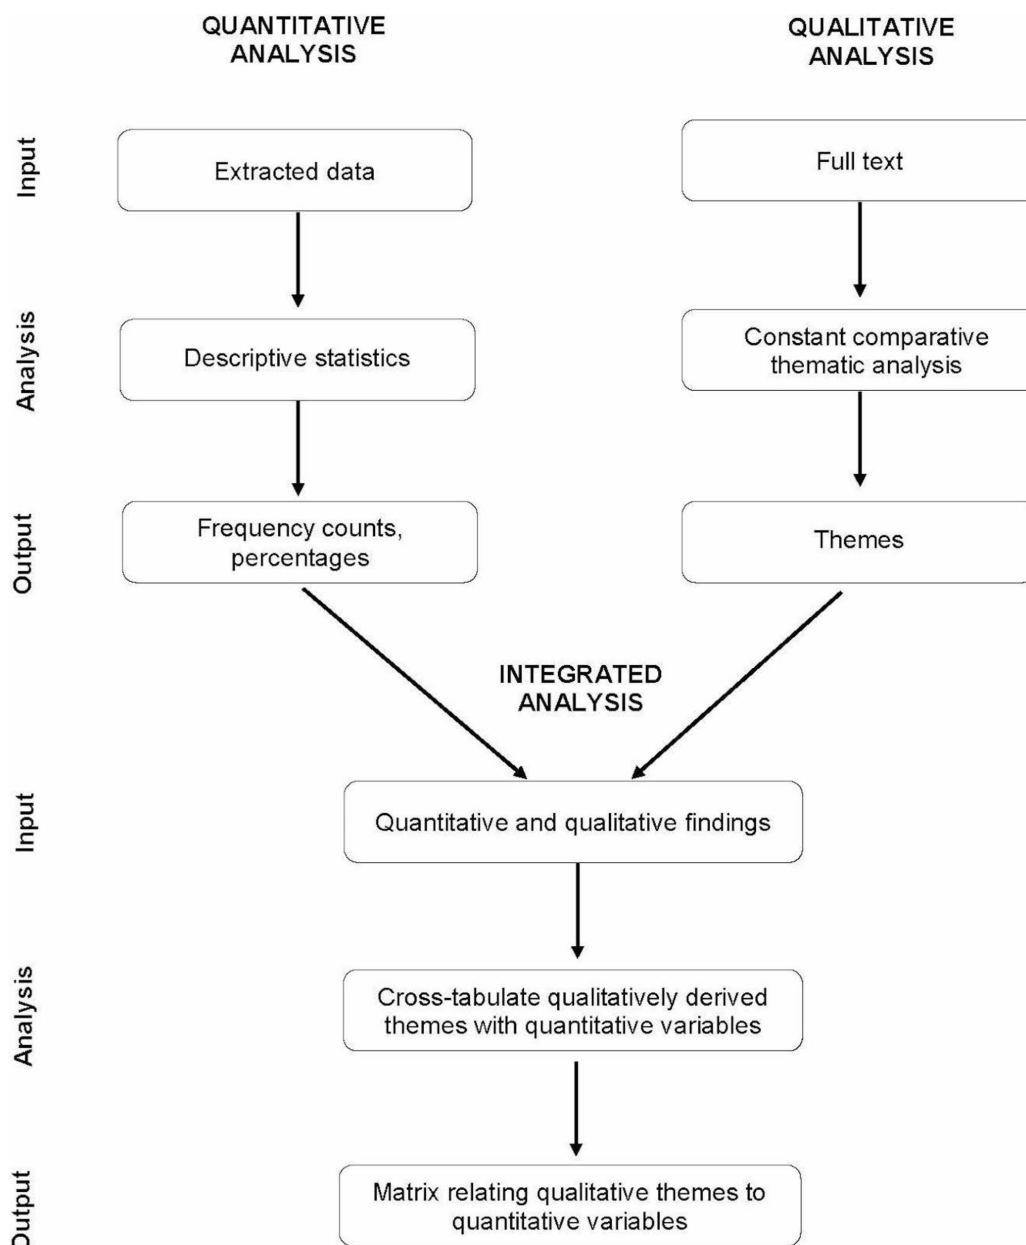 QUANTITATIVE
ANALYSIS
QUALITATIVE
ANALYSIS
Input
Extracted data
Full text
Analysis
Descriptive statistics
Constant comparative
thematic analysis
Output
Frequency counts,
percentages
Themes
INTEGRATED
ANALYSIS
Input
Quantitative and qualitative findings
Analysis
Cross-tabulate qualitatively derived
themes with quantitative variables
Output
Matrix relating qualitative themes to
quantitative variables